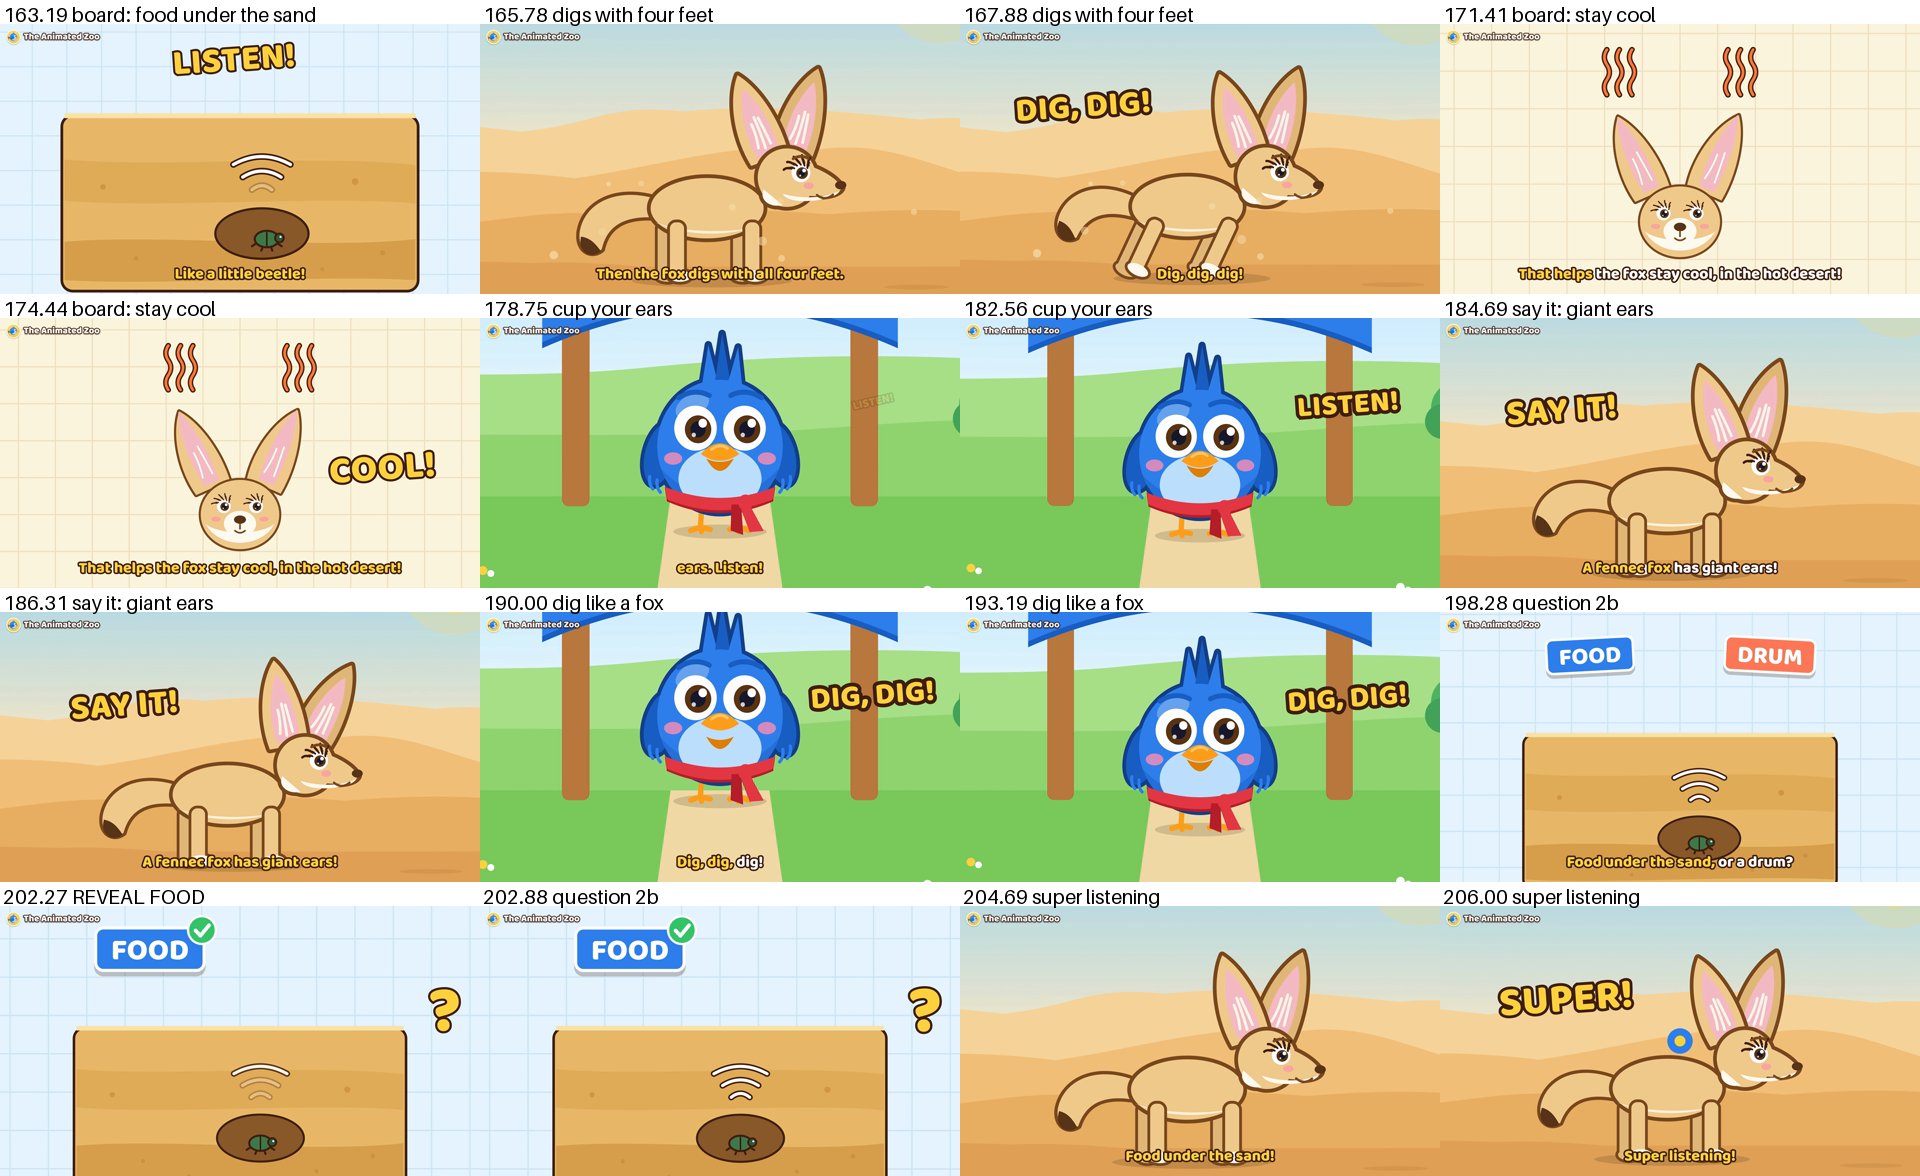 163.19 board: food under the sand
The Animated Zoo
LISTEN!
Like a little beetle!
165.78 digs with four feet
The Animated Zoo
Then the fox digs with all four feet.
167.88 digs with four feet
The Animated Zoo
DIG, DIG!
Dig, dig, dig!
171.41 board: stay cool
The Animated Zoo
That helps the fox stay cool, in the hot desert!
174.44 board: stay cool
The Animated Zoo
COOL!
That helps the fox stay cool, in the hot desert!
178.75 cup your ears
The Animated Zoo
LISTEN!
ears. Listen!
182.56 cup your ears
The Animated Zoo
LISTEN!
184.69 say it: giant ears
The Animated Zoo
SAY IT!
A fennec fox has giant ears!
186.31 say it: giant ears
The Animated Zoo
SAY IT!
A fennec fox has giant ears!
190.00 dig like a fox
The Animated Zoo
DIG, DIG!
Dig, dig, dig!
193.19 dig like a fox
The Animated Zoo
DIG, DIG!
198.28 question 2b
The Animated Zoo
FOOD
DRUM
Food under the sand, or a drum?
202.27 REVEAL FOOD
The Animated Zoo
FOOD
?
202.88 question 2b
The Animated Zoo
FOOD
?
204.69 super listening
The Animated Zoo
Food under the sand!
206.00 super listening
The Animated Zoo
SUPER!
Super listening!